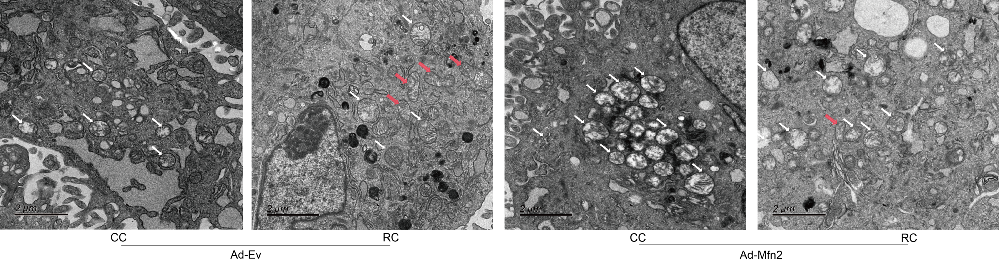 2 µm
2 µm
2 µm
2 µm
CC
RC
CC
RC
Ad-Ev
Ad-Mfn2